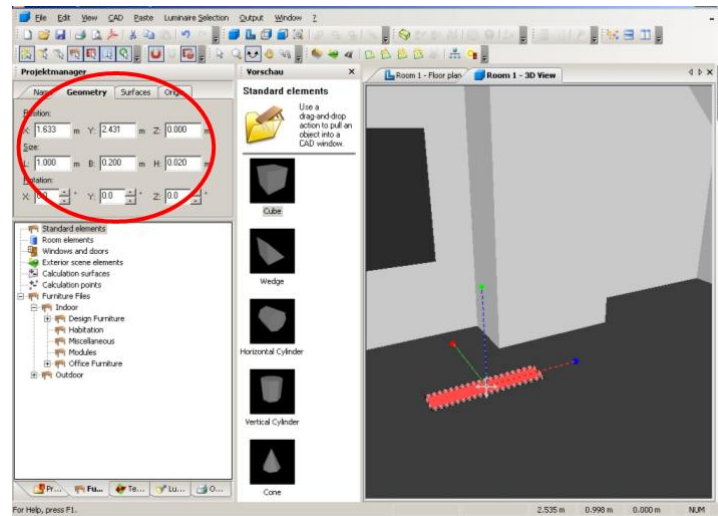 File Edit View CAD Paste Luminaire Selection Output Window ?
Projektmanager
Geometry Surfaces
Position:
X: 1.633 m Y: 2.431 m Z: 0.000 m
Size:
L: 1.000 m B: 0.200 m H: 0.020 m
Rotation:
X: 0.0 ° Y: 0.0 ° Z: 0.0 °
Standard elements
Room elements
Windows and doors
Exterior scene elements
Calculation surfaces
Calculation points
Furniture Files
Indoor
Design Furniture
Habitation
Miscellaneous
Modules
Office Furniture
Outdoor
Pr... Fu... Te... Lu... O...
Vorschau X
Standard elements
Use a
drag-and-drop
action to pull an
object into a
CAD window.
Cube
Wedge
Horizontal Cylinder
Vertical Cylinder
Cone
Room 1 - Floor plan Room 1 - 3D View
For Help, press F1. 2.535 m 0.998 m 0.000 m NUM